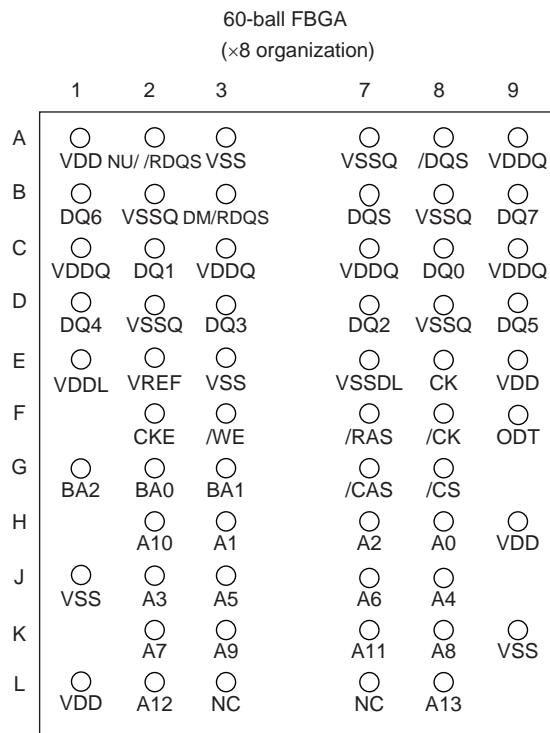 60-ball FBGA
(×8 organization)
1 2 3 7 8 9
A
VDD NU/ /RDQS VSS VSSQ /DQS VDDQ
B
DQ6 VSSQ DM/RDQS DQS VSSQ DQ7
C
VDDQ DQ1 VDDQ VDDQ DQ0 VDDQ
D
DQ4 VSSQ DQ3 DQ2 VSSQ DQ5
E
VDDL VREF VSS VSSDL CK VDD
F
CKE /WE /RAS /CK ODT
G
BA2 BA0 BA1 /CAS /CS
H
A10 A1 A2 A0 VDD
J
VSS A3 A5 A6 A4
K
A7 A9 A11 A8 VSS
L
VDD A12 NC NC A13